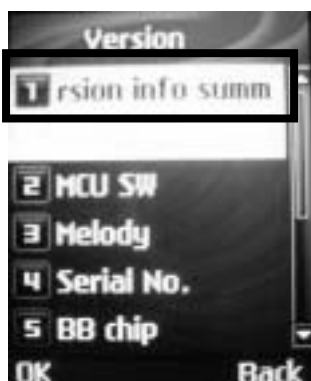 Version
1 rsion info summ
2 MCU SW
3 Melody
4 Serial No.
5 BB chip
OK Back